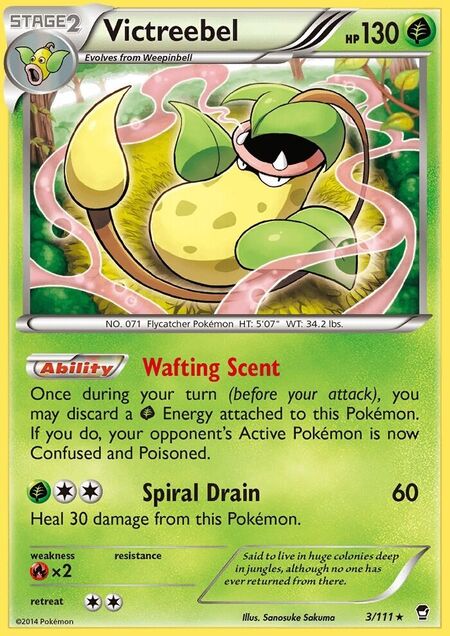 STAGE2
Victreebel
HP 130
Evolves from Weepinbell
NO. 071 Flycatcher Pokémon HT: 5'07" WT: 34.2 lbs.
Ability Wafting Scent
Once during your turn (before your attack), you
may discard a Energy attached to this Pokémon.
If you do, your opponent's Active Pokémon is now
Confused and Poisoned.
Spiral Drain 60
Heal 30 damage from this Pokémon.
weakness resistance
×2
retreat
Said to live in huge colonies deep
in jungles, although no one has
ever returned from there.
©2014 Pokémon
Illus. Sanosuke Sakuma
3/111 ★